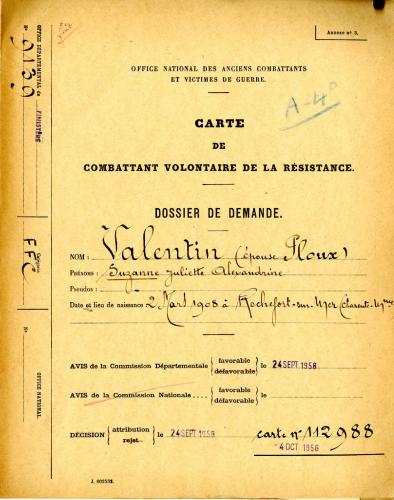 Annexe n° 3.
OFFICE NATIONAL DES ANCIENS COMBATTANTS
ET VICTIMES DE GUERRE.
A-4°
CARTE
DE
COMBATTANT VOLONTAIRE DE LA RÉSISTANCE.
DOSSIER DE DEMANDE.
NOM : Valentin (épouse Ploux)
PRÉNOMS : Suzanne Juliette Alexandrine
PSEUDOS :
Date et lieu de naissance : 2 Mars 1908 à Rochefort-sur-Mer (Charente-Mme
AVIS de la Commission Départementale { favorable défavorable } le 24 SEPT. 1956
AVIS de la Commission Nationale .... { favorable défavorable } le
DÉCISION { attribution rejet } le 24 SEPT 1956 carte n° 112988
4 OCT 1956
OFFICE DÉPARTEMENTAL de FINISTÈRE
N°
Catégorie FFC
N°
OFFICE NATIONAL